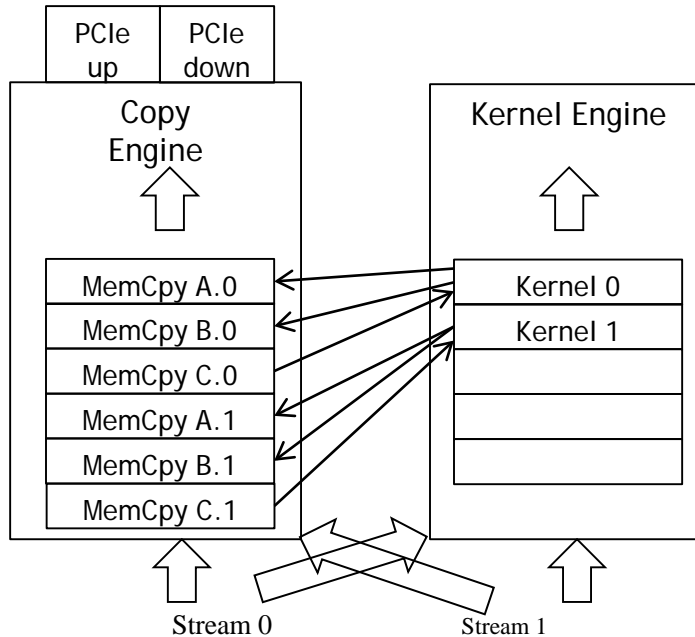 PCIe
up
PCIe
down
Copy
Engine
Kernel Engine
MemCpy A.0
MemCpy B.0
MemCpy C.0
MemCpy A.1
MemCpy B.1
MemCpy C.1
Kernel 0
Kernel 1
Stream 0
Stream 1